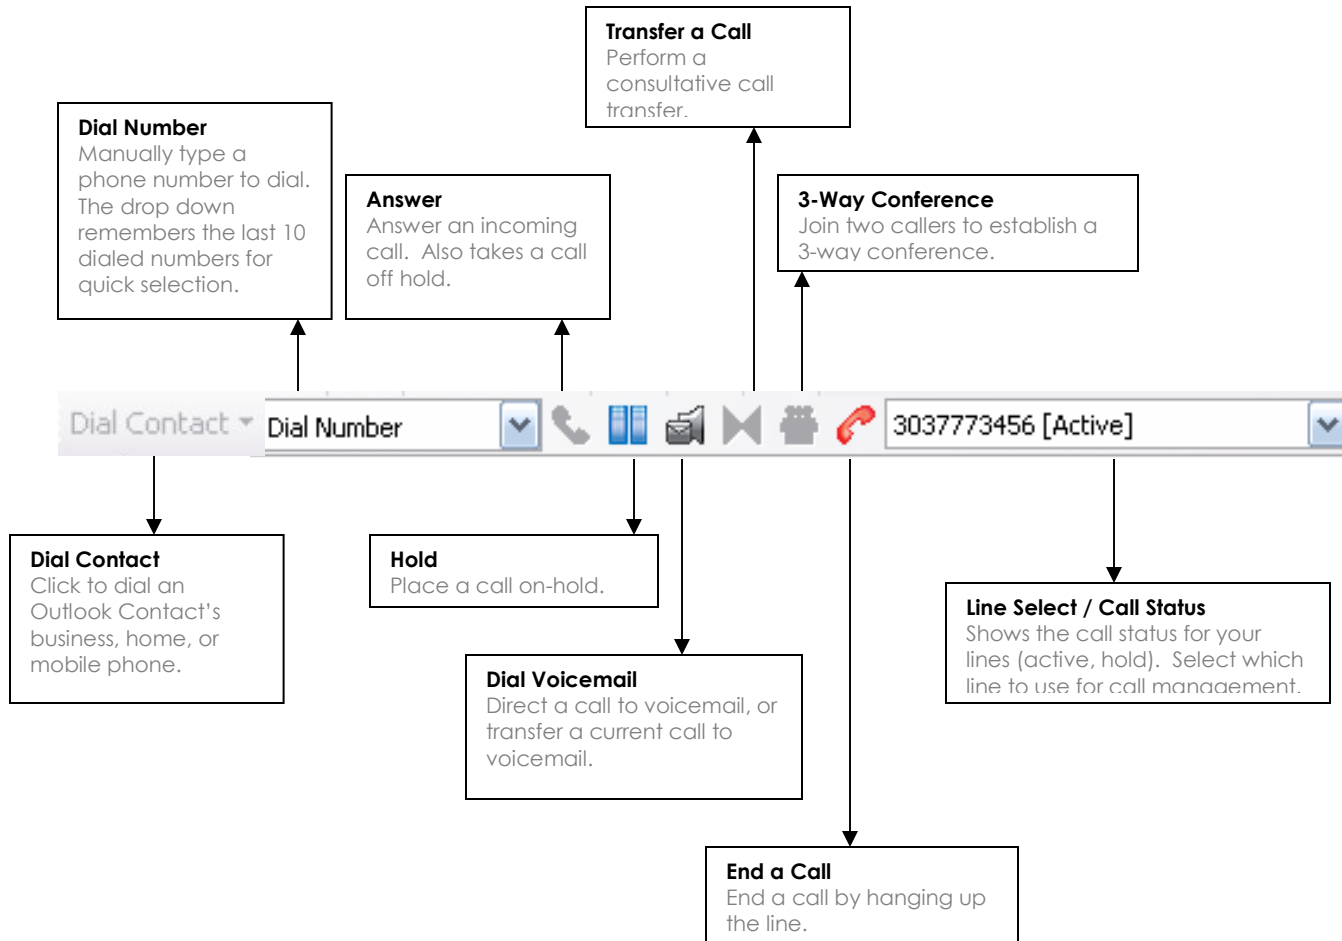 Transfer a Call
Perform a
consultative call
transfer.
Dial Number
Manually type a
phone number to dial.
The drop down
remembers the last 10
dialed numbers for
quick selection.
Answer
Answer an incoming
call.  Also takes a call
off hold.
3-Way Conference
Join two callers to establish a
3-way conference.
Dial Contact
Dial Number
3037773456 [Active]
Dial Contact
Click to dial an
Outlook Contact’s
business, home, or
mobile phone.
Hold
Place a call on-hold.
Dial Voicemail
Direct a call to voicemail, or
transfer a current call to
voicemail.
Line Select / Call Status
Shows the call status for your
lines (active, hold).  Select which
line to use for call management.
End a Call
End a call by hanging up
the line.